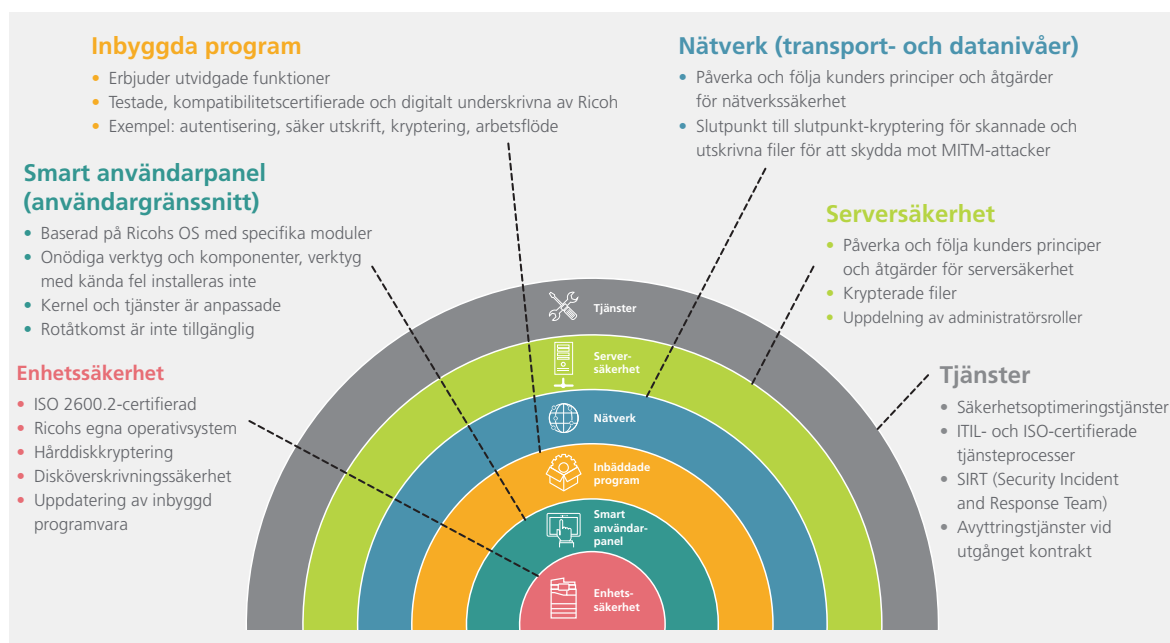 Inbyggda program
• Erbjuder utvidgade funktioner
• Testade, kompatibilitetscertifierade och digitalt underskrivna av Ricoh
• Exempel: autentisering, säker utskrift, kryptering, arbetsflöde
Nätverk (transport- och datanivåer)
• Påverka och följa kunders principer och åtgärder
för nätverkssäkerhet
• Slutpunkt till slutpunkt-kryptering för skannade och
utskrivna filer för att skydda mot MITM-attacker
Smart användarpanel
(användargränssnitt)
• Baserad på Ricohs OS med specifika moduler
• Onödiga verktyg och komponenter, verktyg
med kända fel installeras inte
• Kernel och tjänster är anpassade
• Rotåtkomst är inte tillgänglig
Serversäkerhet
• Påverka och följa kunders principer
och åtgärder för serversäkerhet
• Krypterade filer
• Uppdelning av administratörsroller
Enhetssäkerhet
• ISO 2600.2-certifierad
• Ricohs egna operativsystem
• Hårddiskkryptering
• Disköverskrivningssäkerhet
• Uppdatering av inbyggd
programvara
Tjänster
• Säkerhetsoptimeringstjänster
• ITIL- och ISO-certifierade
tjänsteprocesser
• SIRT (Security Incident
and Response Team)
• Avyttringstjänster vid
utgånget kontrakt
Tjänster
Server-
säkerhet
Nätverk
Inbäddade
program
Smart
användar-
panel
Enhets-
säkerhet